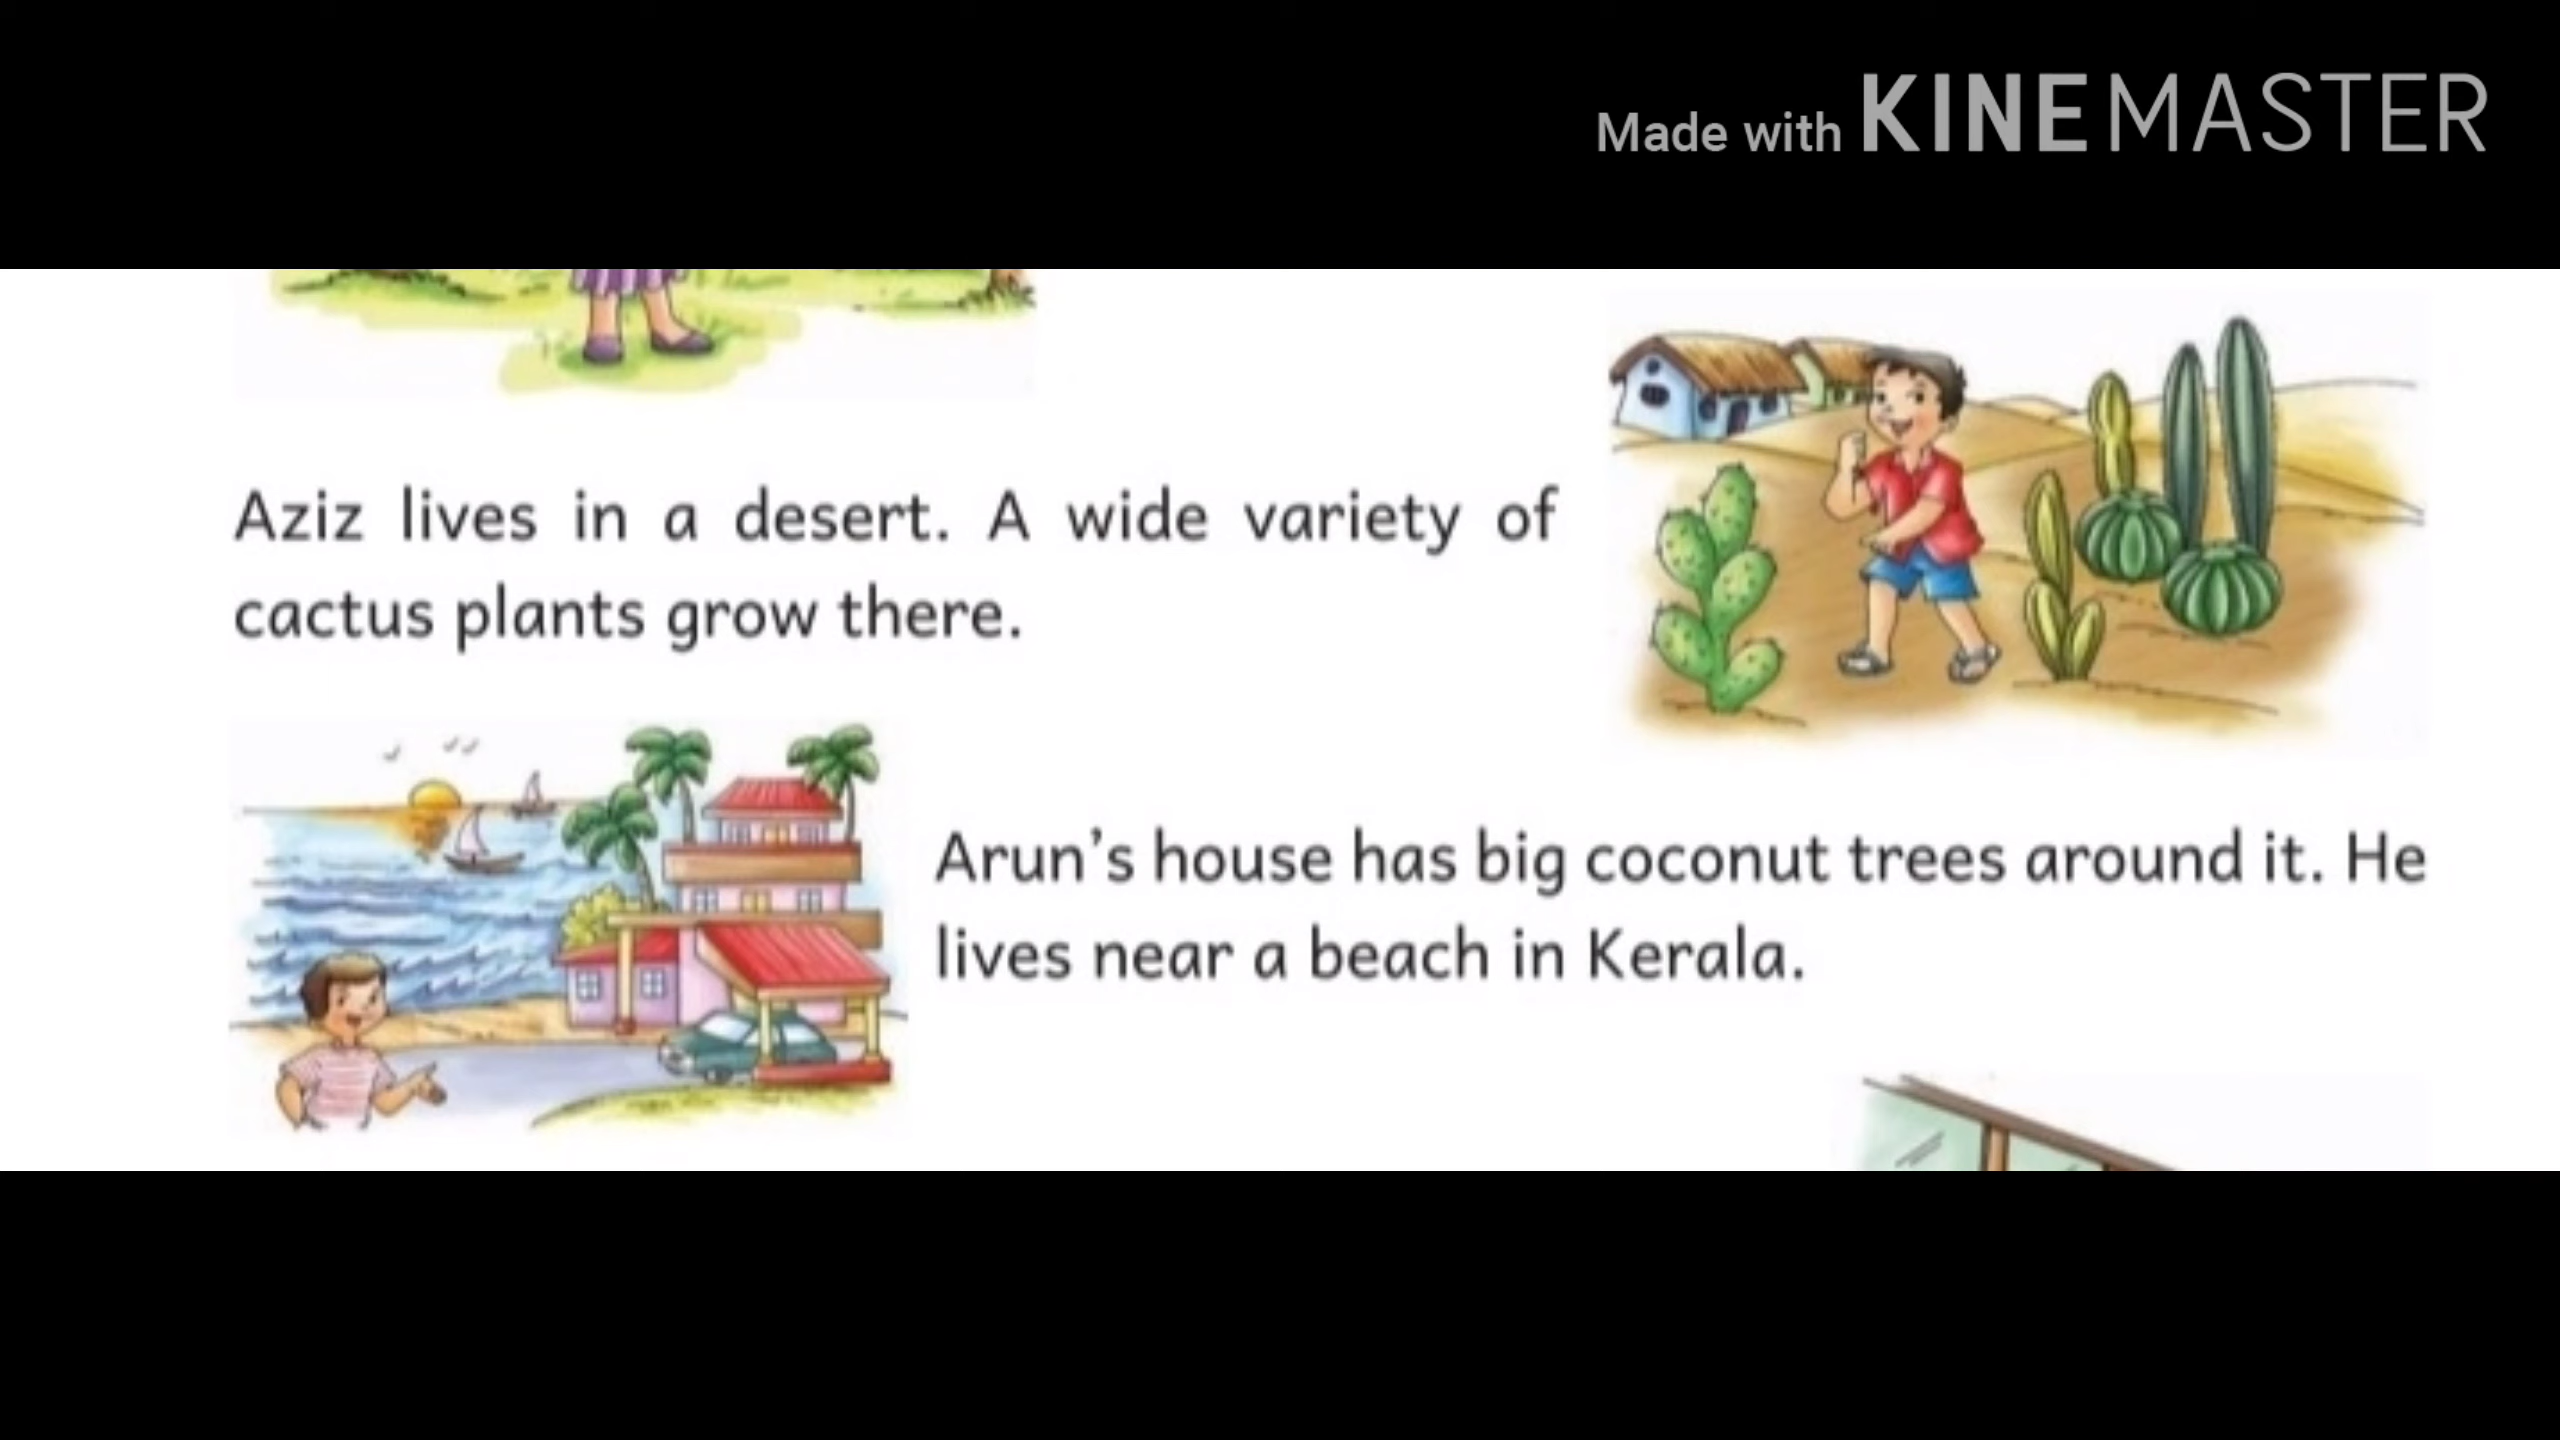 Made with KINEMASTER
Aziz lives in a desert. A wide variety of
cactus plants grow there.
Arun’s house has big coconut trees around it. He
lives near a beach in Kerala.